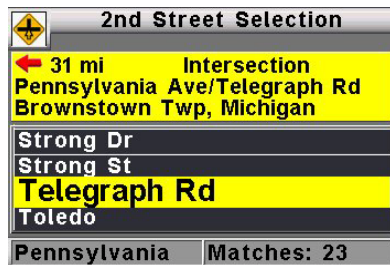 2nd Street Selection
31 mi Intersection
Pennsylvania Ave/Telegraph Rd
Brownstown Twp, Michigan
Strong Dr
Strong St
Telegraph Rd
Toledo
Pennsylvania Matches: 23